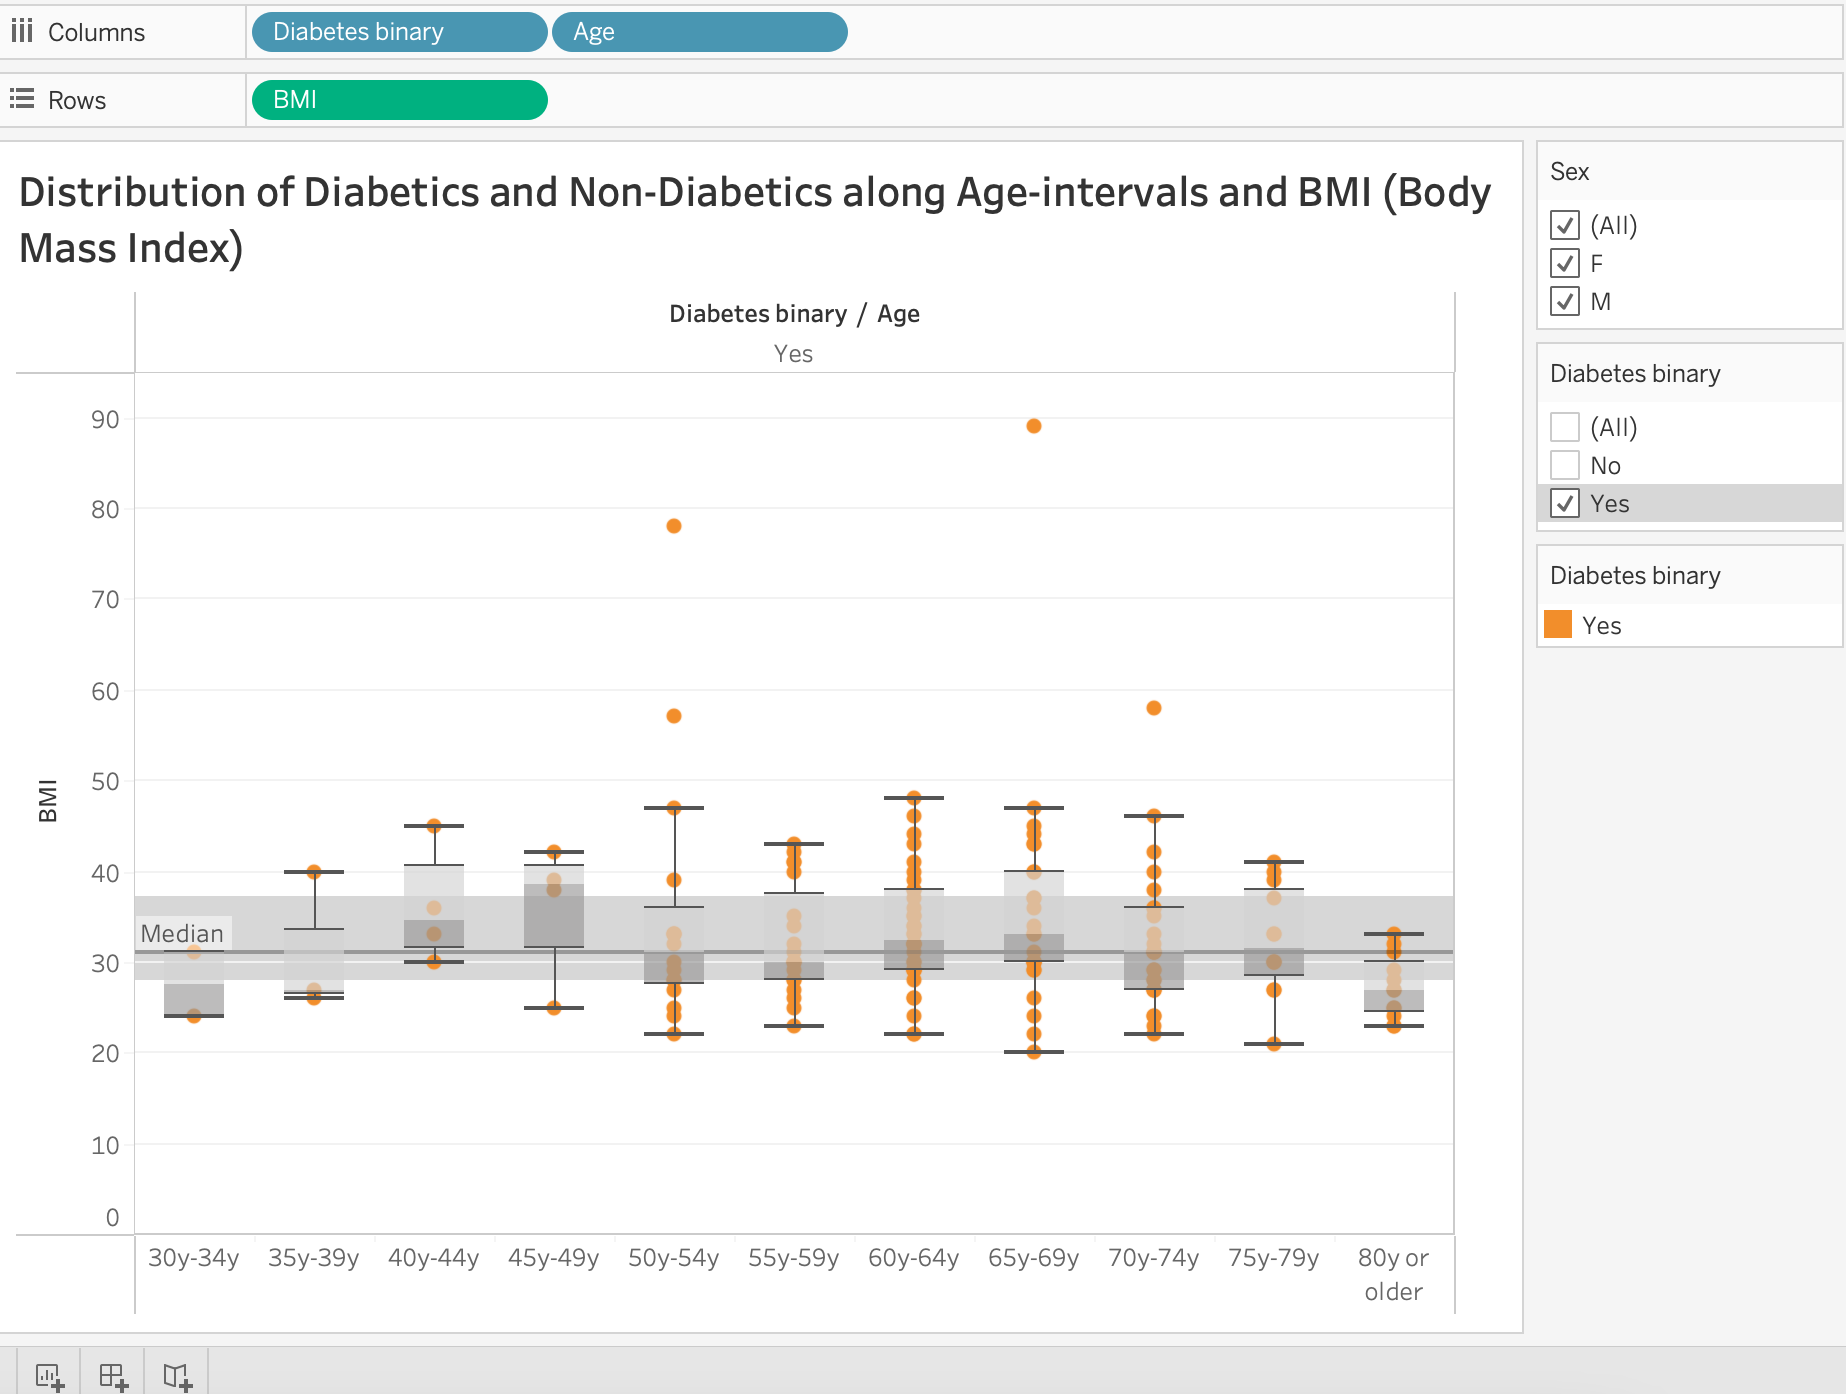 Columns
Diabetes binary
Age
Rows
BMI
Distribution of Diabetics and Non-Diabetics along Age-intervals and BMI (Body
Mass Index)
Diabetes binary / Age
Yes
90
80
70
60
50
40
30
20
10
0
BMI
Median
30y-34y
35y-39y
40y-44y
45y-49y
50y-54y
55y-59y
60y-64y
65y-69y
70y-74y
75y-79y
80y or
older
Sex
(All)
F
M
Diabetes binary
(All)
No
Yes
Diabetes binary
Yes